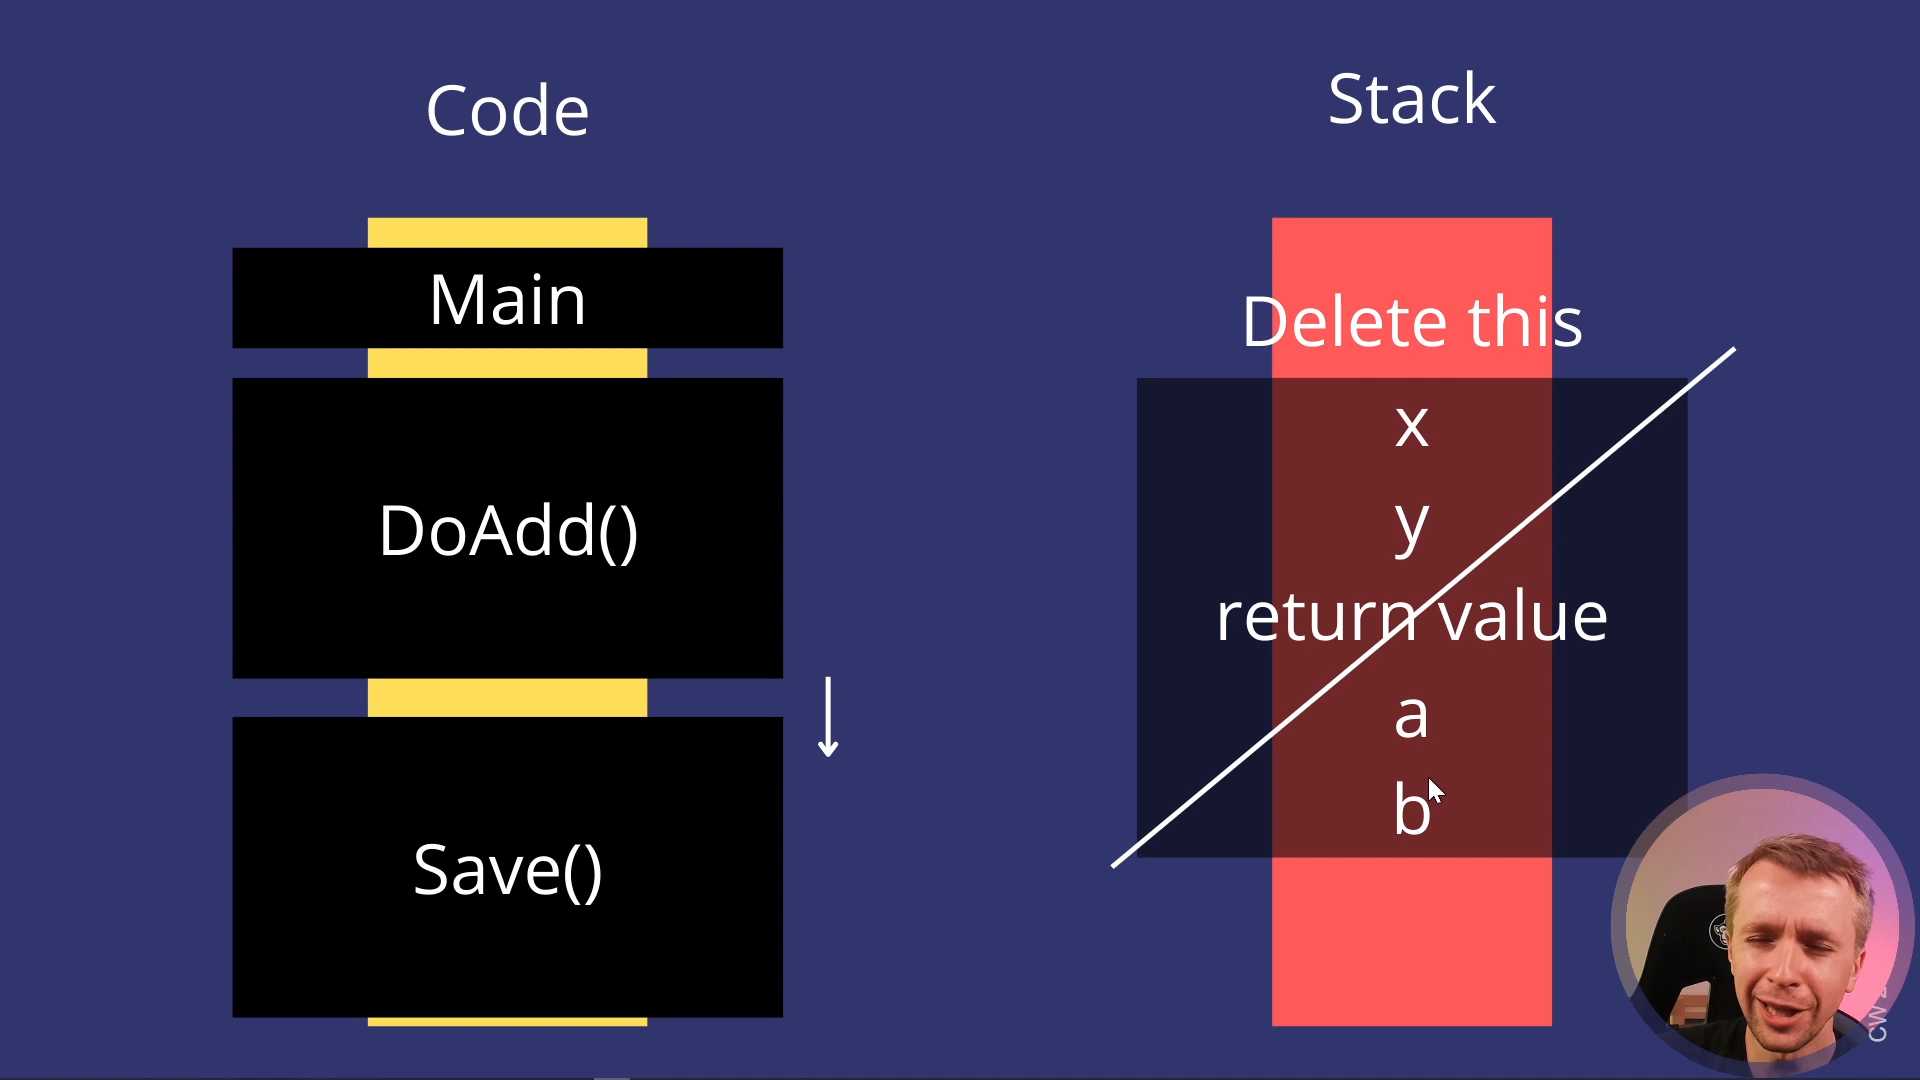 Code
Main
DoAdd()
Save()
Stack
Delete this
x
y
return value
a
b